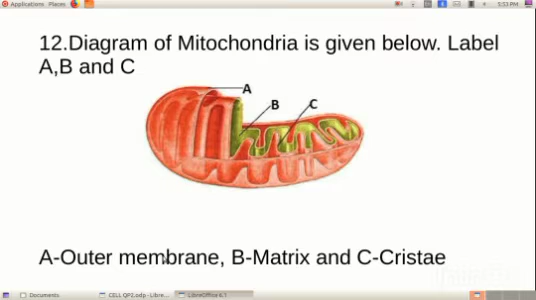 Applications Places 5:53 PM
12.Diagram of Mitochondria is given below. Label
A,B and C
A
B
C
A-Outer membrane, B-Matrix and C-Cristae
Documents CELL QP2.odp - Libre... LibreOffice 6.1